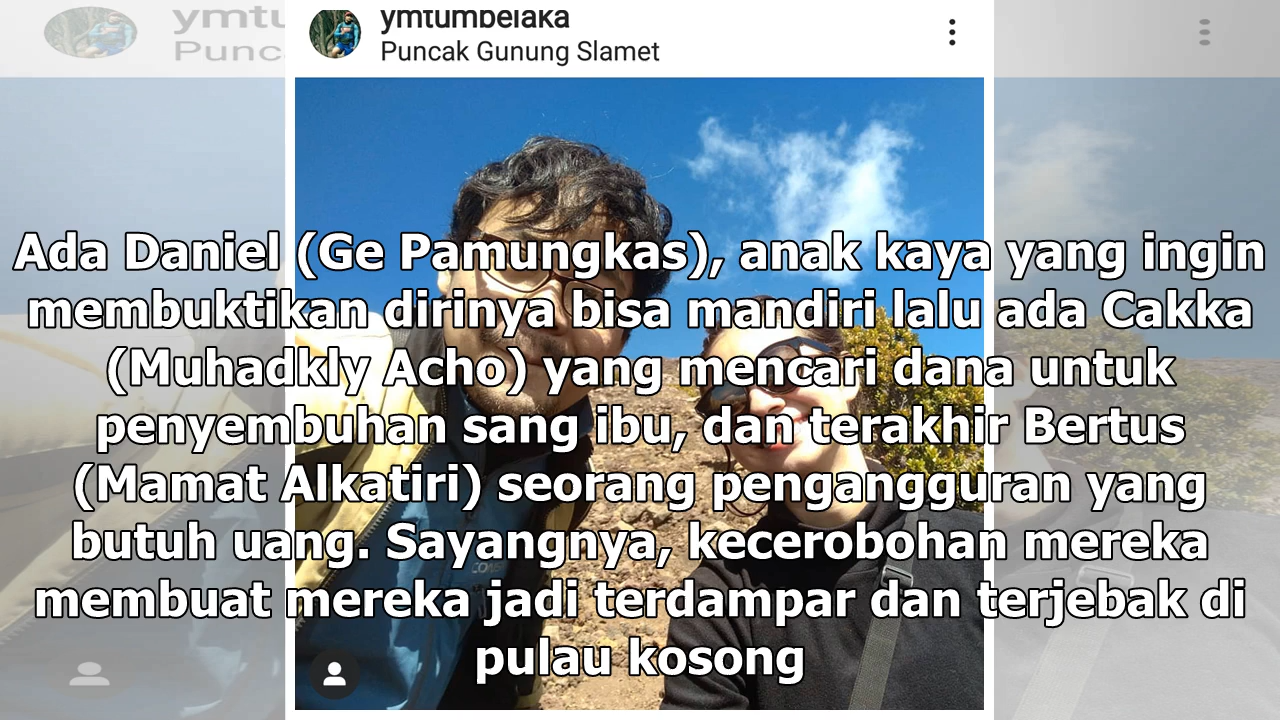 ymtumbelaka
Puncak Gunung Slamet
Ada Daniel (Ge Pamungkas), anak kaya yang ingin
membuktikan dirinya bisa mandiri lalu ada Cakka
(Muhadkly Acho) yang mencari dana untuk
penyembuhan sang ibu, dan terakhir Bertus
(Mamat Alkatiri) seorang pengangguran yang
butuh uang. Sayangnya, kecerobohan mereka
membuat mereka jadi terdampar dan terjebak di
pulau kosong